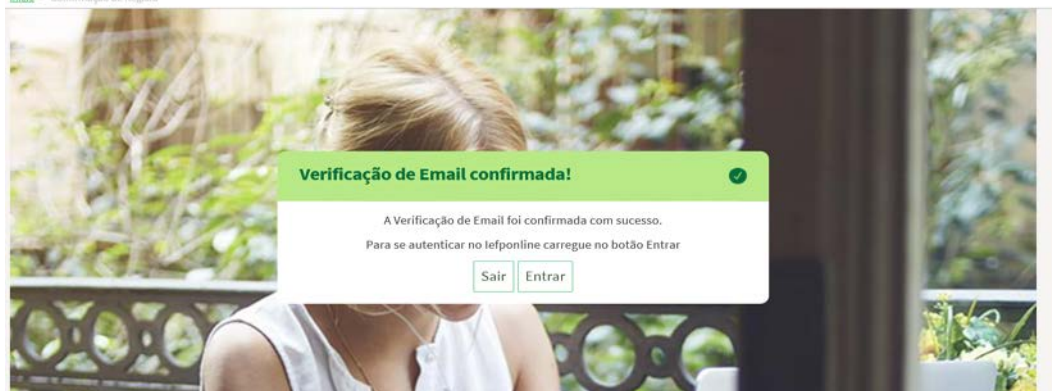 Verificação de Email confirmada!
A Verificação de Email foi confirmada com sucesso.
Para se autenticar no Iefponline carregue no botão Entrar
Sair Entrar